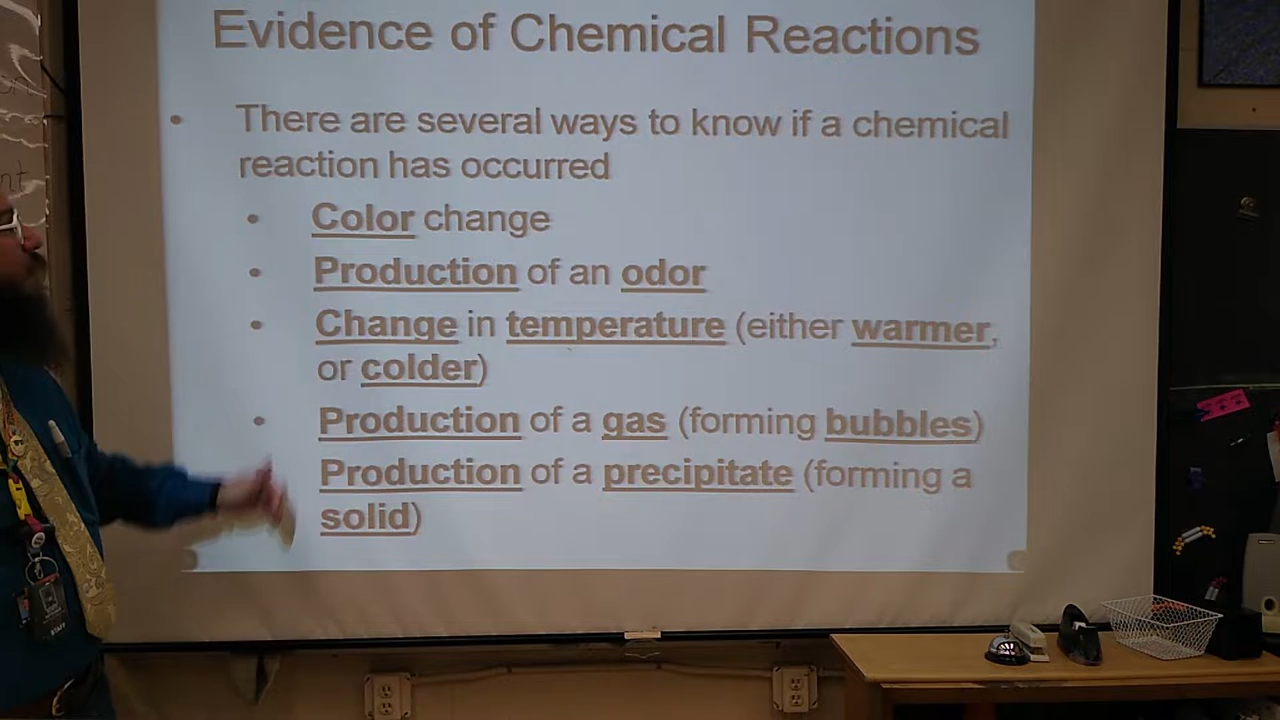 Evidence of Chemical Reactions
• There are several ways to know if a chemical
reaction has occurred
• Color change
• Production of an odor
• Change in temperature (either warmer,
or colder)
• Production of a gas (forming bubbles)
Production of a precipitate (forming a
solid)
STAFF